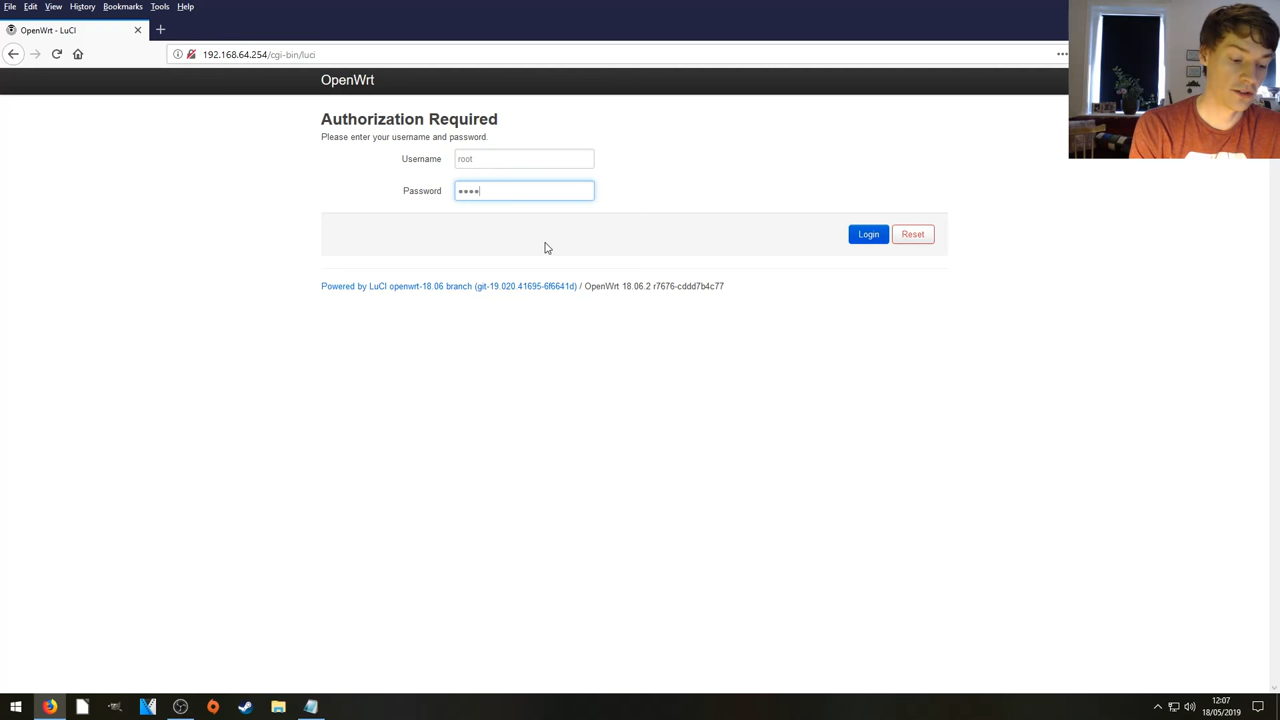 File Edit View History Bookmarks Tools Help
OpenWrt - LuCI
192.168.64.254/cgi-bin/luci
OpenWrt
Authorization Required
Please enter your username and password.
Username root
Password ●●●●
Login Reset
Powered by LuCI openwrt-18.06 branch (git-19.020.41695-6f6641d) / OpenWrt 18.06.2 r7676-cddd7b4c77
12:07
18/05/2019